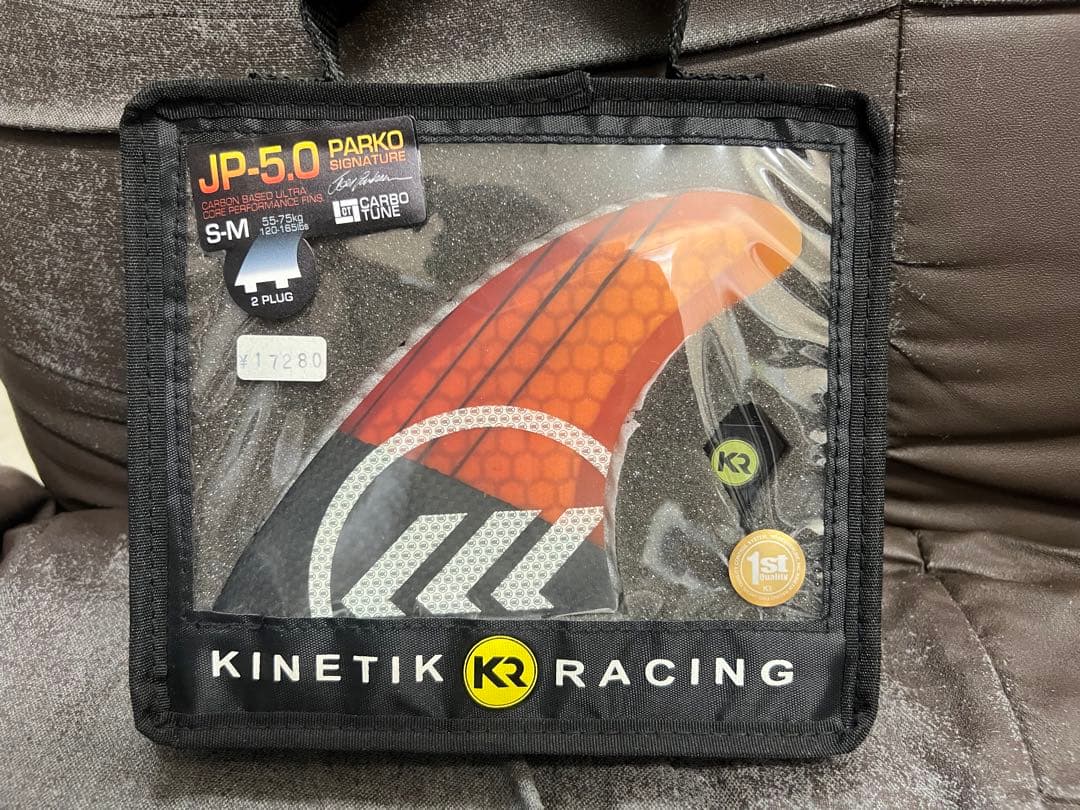 JP-5.0
PARKO
SIGNATURE
CARBON BASED ULTRA
CORE PERFORMANCE FINS
CT CARBO
TUNE
S-M
55-75kg
120-165lbs
2 PLUG
¥17280
KR
1st
Quality
KINETIK KR RACING